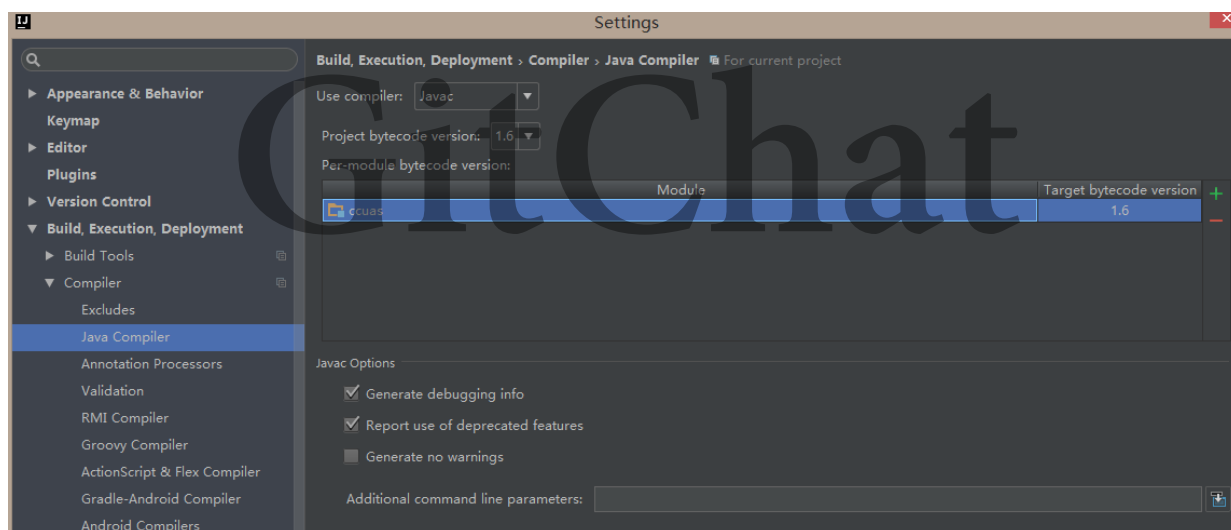 IJ
Settings
Build, Execution, Deployment › Compiler › Java Compiler For current project
Appearance & Behavior
Keymap
Editor
Plugins
Version Control
Build, Execution, Deployment
Build Tools
Compiler
Excludes
Java Compiler
Annotation Processors
Validation
RMI Compiler
Groovy Compiler
ActionScript & Flex Compiler
Gradle-Android Compiler
Android Compilers
Use compiler: Javac
Project bytecode version: 1.6
Per-module bytecode version:
Module Target bytecode version
ccuas 1.6
Javac Options
Generate debugging info
Report use of deprecated features
Generate no warnings
Additional command line parameters:
GitChat